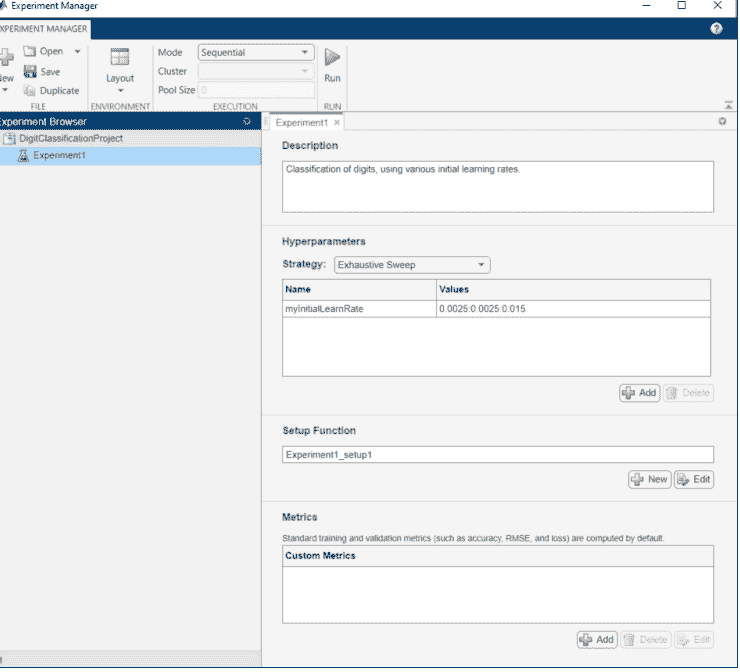 Experiment Manager
EXPERIMENT MANAGER
New
Open
Save
Duplicate
FILE
Layout
ENVIRONMENT
Mode Sequential
Cluster
Pool Size 0
EXECUTION
Run
RUN
Experiment Browser
DigitClassificationProject
Experiment1
Experiment1
Description
Classification of digits, using various initial learning rates.
Hyperparameters
Strategy: Exhaustive Sweep
Name Values
myInitialLearnRate 0.0025:0.0025:0.015
Add Delete
Setup Function
Experiment1_setup1
New Edit
Metrics
Standard training and validation metrics (such as accuracy, RMSE, and loss) are computed by default.
Custom Metrics
Add Delete Edit